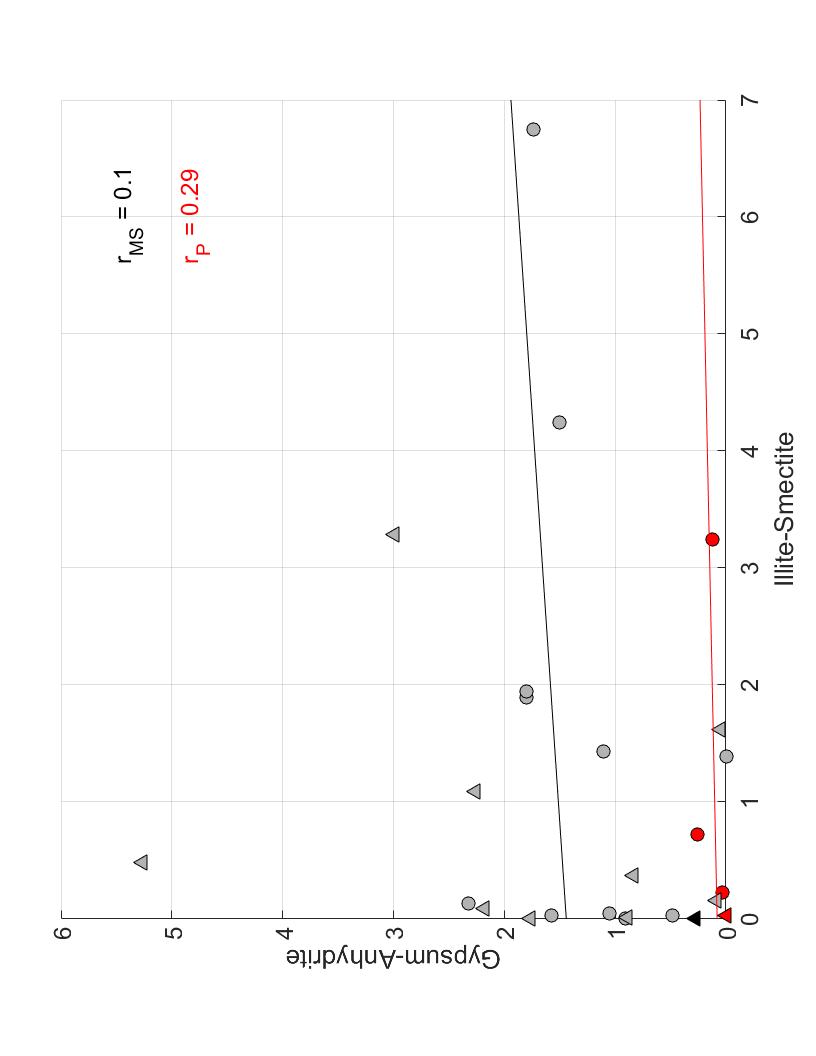 6
5
4
3
2
1
0
Gypsum-Anhydrite
r_MS = 0.1
r_P = 0.29
0 1 2 3 4 5 6 7
Illite-Smectite